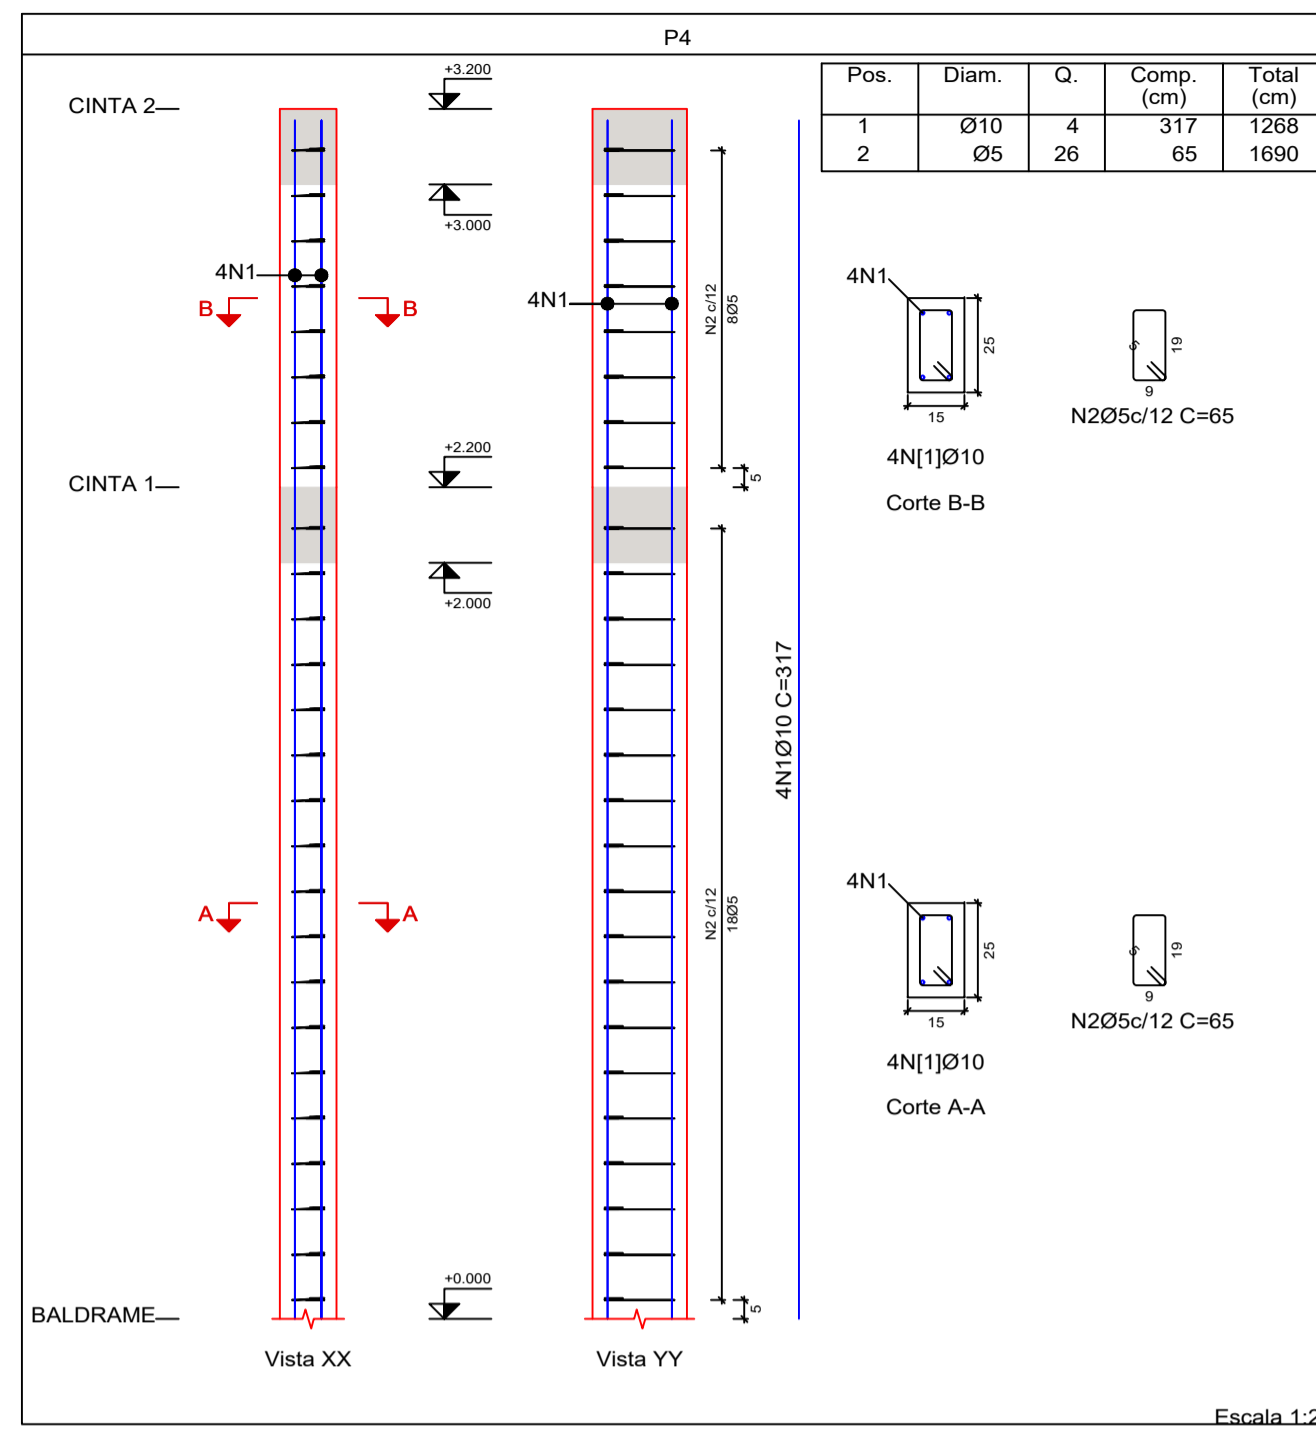 P4
Pos. Diam. Q. Comp. (cm) Total (cm)
1 Ø10 4 317 1268
2 Ø5 26 65 1690
CINTA 2
+3.200
+3.000
4N1
B B
4N1
N2 c/12
8Ø5
CINTA 1
+2.200
5
+2.000
4N1Ø10 C=317
A A
N2 c/12
18Ø5
BALDRAME
+0.000
5
Vista XX
Vista YY
4N1
25
15
4N[1]Ø10
Corte B-B
5
19
9
N2Ø5c/12 C=65
4N1
25
15
4N[1]Ø10
Corte A-A
5
19
9
N2Ø5c/12 C=65
Escala 1:2